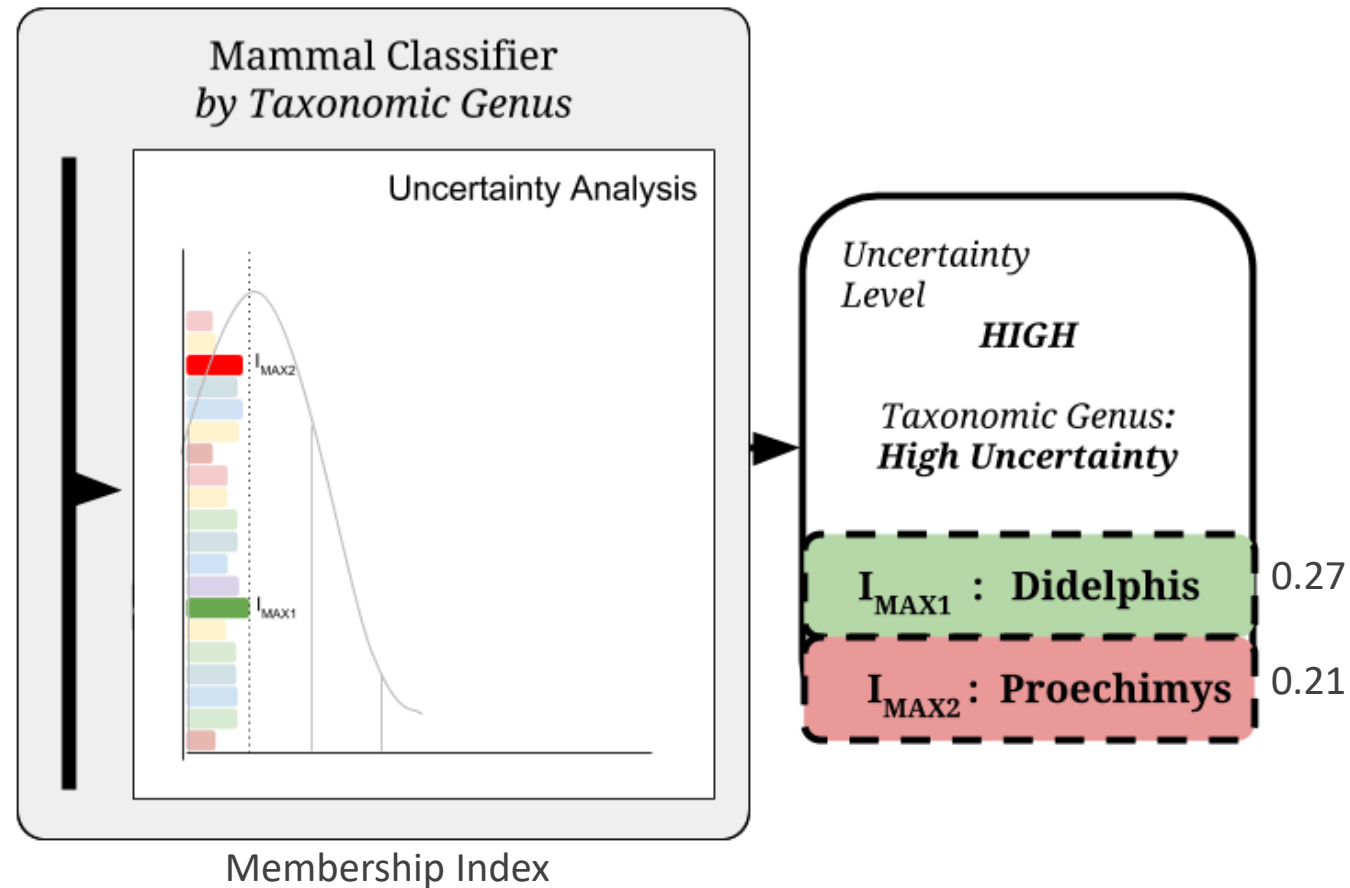 Mammal Classifier
by Taxonomic Genus
Uncertainty Analysis
IMAX2
IMAX1
Membership Index
Uncertainty
Level
HIGH
Taxonomic Genus:
High Uncertainty
IMAX1 : Didelphis
0.27
IMAX2 : Proechimys
0.21